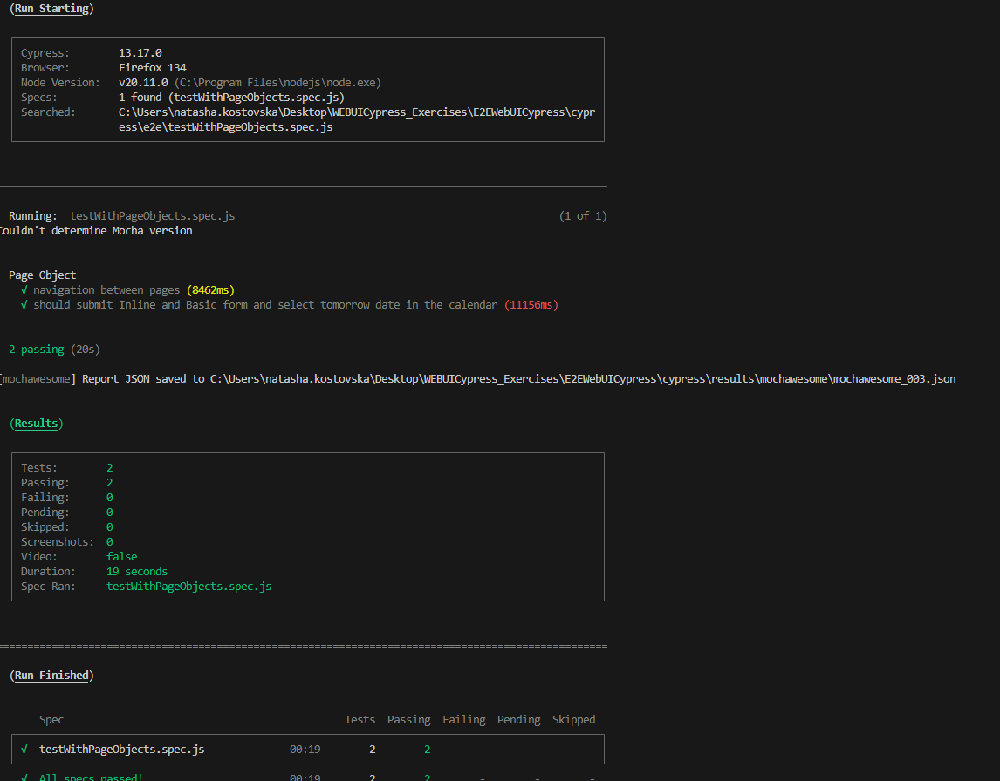 (Run Starting)
Cypress: 13.17.0
Browser: Firefox 134
Node Version: v20.11.0 (C:\Program Files\nodejs\node.exe)
Specs: 1 found (testWithPageObjects.spec.js)
Searched: C:\Users\natasha.kostovska\Desktop\WEBUICypress_Exercises\E2EWebUICypress\cypr
ess\e2e\testWithPageObjects.spec.js
Running: testWithPageObjects.spec.js (1 of 1)
Couldn't determine Mocha version
Page Object
√ navigation between pages (8462ms)
√ should submit Inline and Basic form and select tomorrow date in the calendar (11156ms)
2 passing (20s)
[mochawesome] Report JSON saved to C:\Users\natasha.kostovska\Desktop\WEBUICypress_Exercises\E2EWebUICypress\cypress\results\mochawesome\mochawesome_003.json
(Results)
Tests: 2
Passing: 2
Failing: 0
Pending: 0
Skipped: 0
Screenshots: 0
Video: false
Duration: 19 seconds
Spec Ran: testWithPageObjects.spec.js
====================================================================================================
(Run Finished)
Spec Tests Passing Failing Pending Skipped
√ testWithPageObjects.spec.js 00:19 2 2 - - -
√ All specs passed! 00:19 2 2 - - -